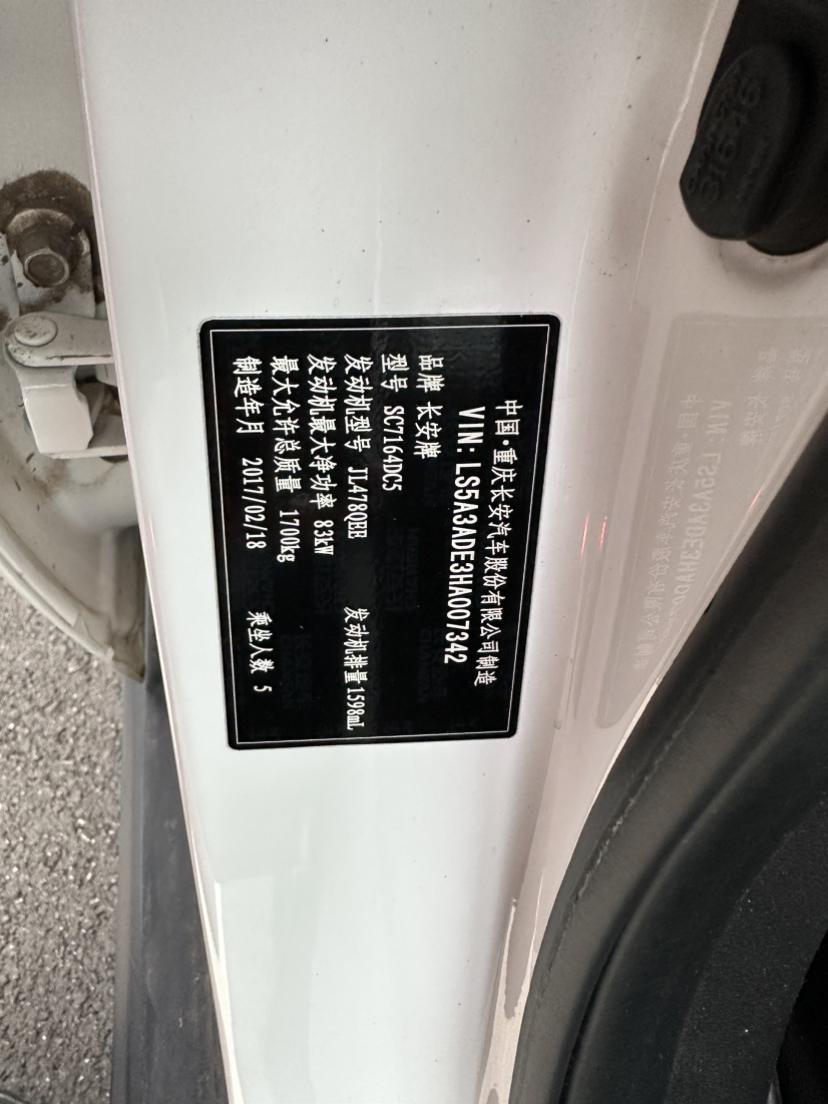 中国·重庆长安汽车股份有限公司制造
VIN: LS5A3ADE3HA007342
品牌 长安牌
型号 SC7164DC5
发动机型号 JL478QEE 发动机排量 1598mL
发动机最大净功率 83kW
最大允许总质量 1700kg
制造年月 2017/02/18 乘坐人数 5